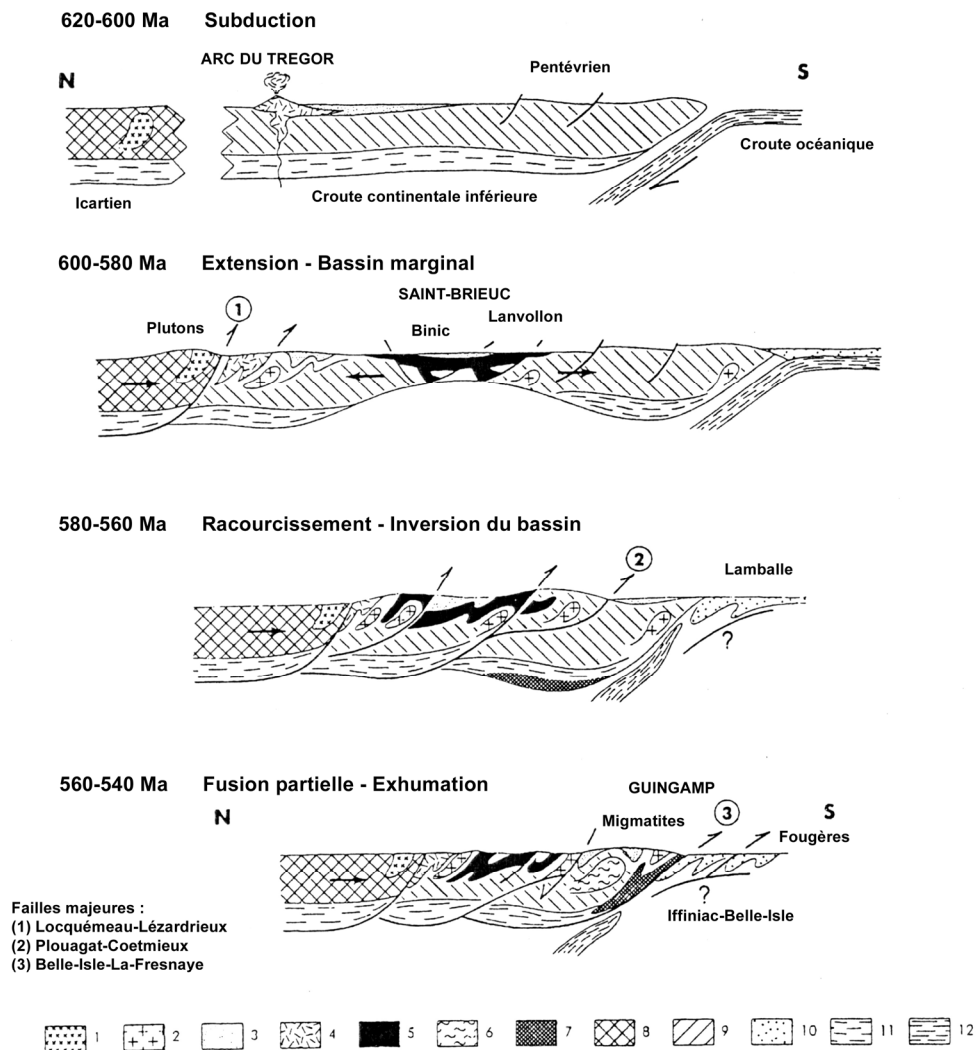 620-600 Ma Subduction
ARC DU TREGOR
N
Pentévrien
S
Croute océanique
Icartien
Croute continentale inférieure
600-580 Ma Extension - Bassin marginal
SAINT-BRIEUC
1
Plutons
Binic
Lanvollon
580-560 Ma Racourcissement - Inversion du bassin
2
Lamballe
?
560-540 Ma Fusion partielle - Exhumation
GUINGAMP
N
Migmatites
3
S
Fougères
?
Iffiniac-Belle-Isle
Failles majeures :
(1) Locquémeau-Lézardrieux
(2) Plouagat-Coetmieux
(3) Belle-Isle-La-Fresnaye
1 2 3 4 5 6 7 8 9 10 11 12